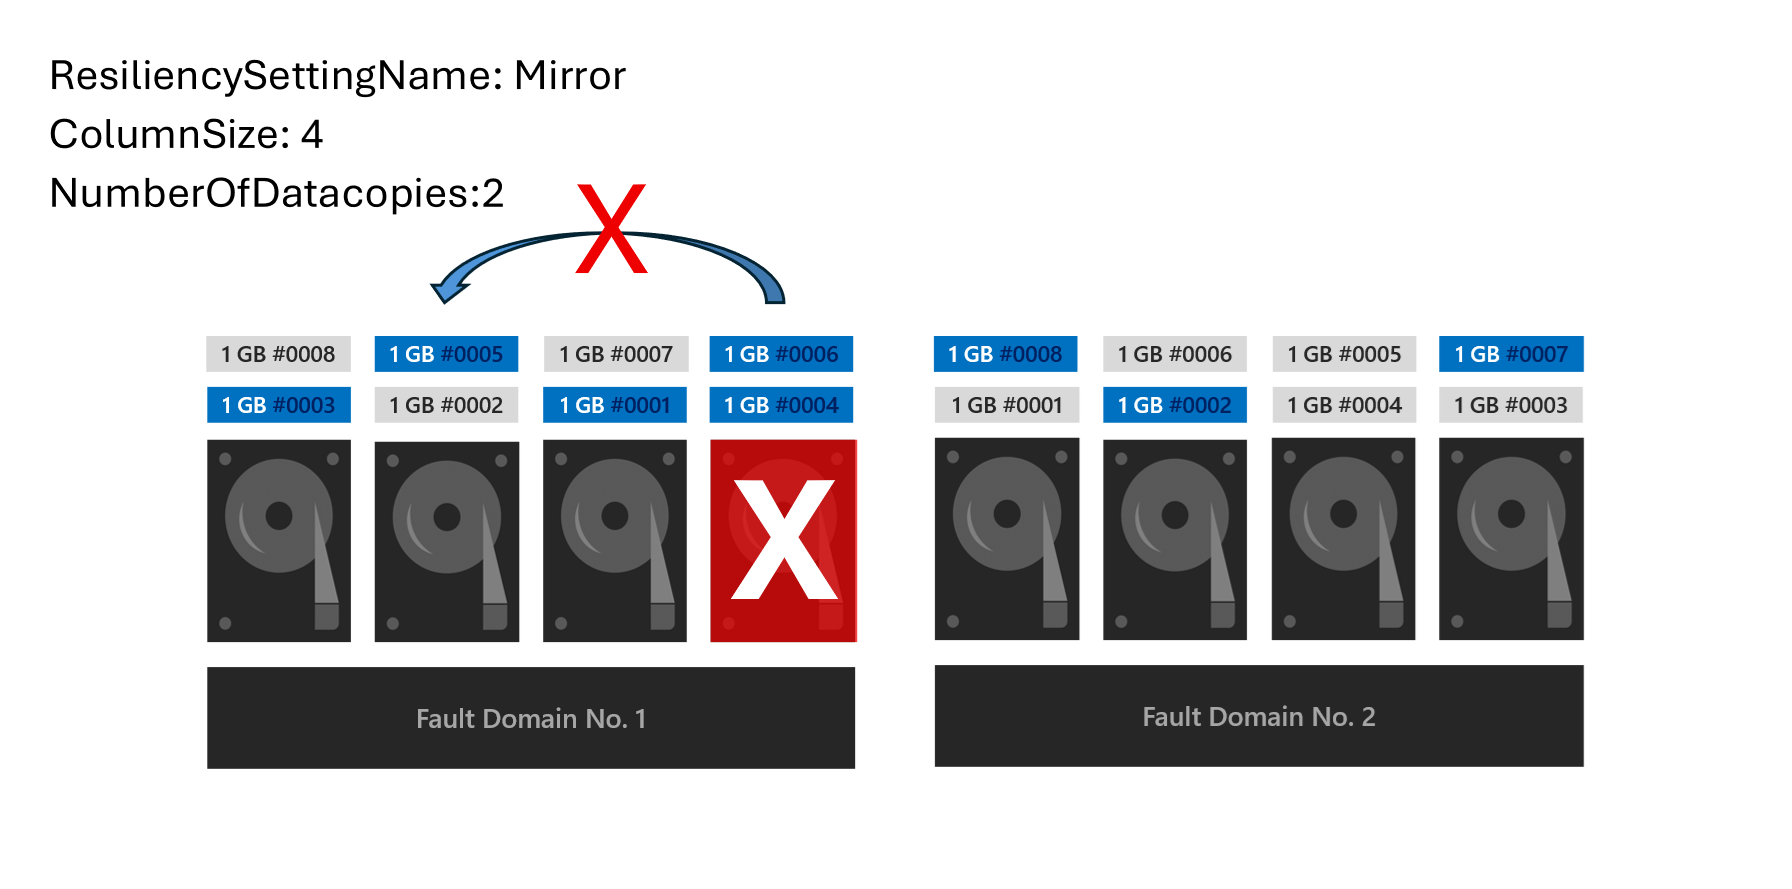 ResiliencySettingName: Mirror
ColumnSize: 4
NumberOfDatacopies:2
X
1 GB #0008 1 GB #0005 1 GB #0007 1 GB #0006
1 GB #0003 1 GB #0002 1 GB #0001 1 GB #0004
X
Fault Domain No. 1
1 GB #0008 1 GB #0006 1 GB #0005 1 GB #0007
1 GB #0001 1 GB #0002 1 GB #0004 1 GB #0003
Fault Domain No. 2